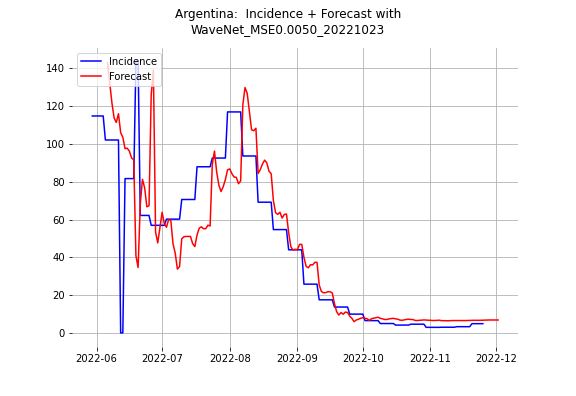 Argentina:  Incidence + Forecast with
WaveNet_MSE0.0050_20221023
Incidence
Forecast
140
120
100
80
60
40
20
0
2022-06 2022-07 2022-08 2022-09 2022-10 2022-11 2022-12